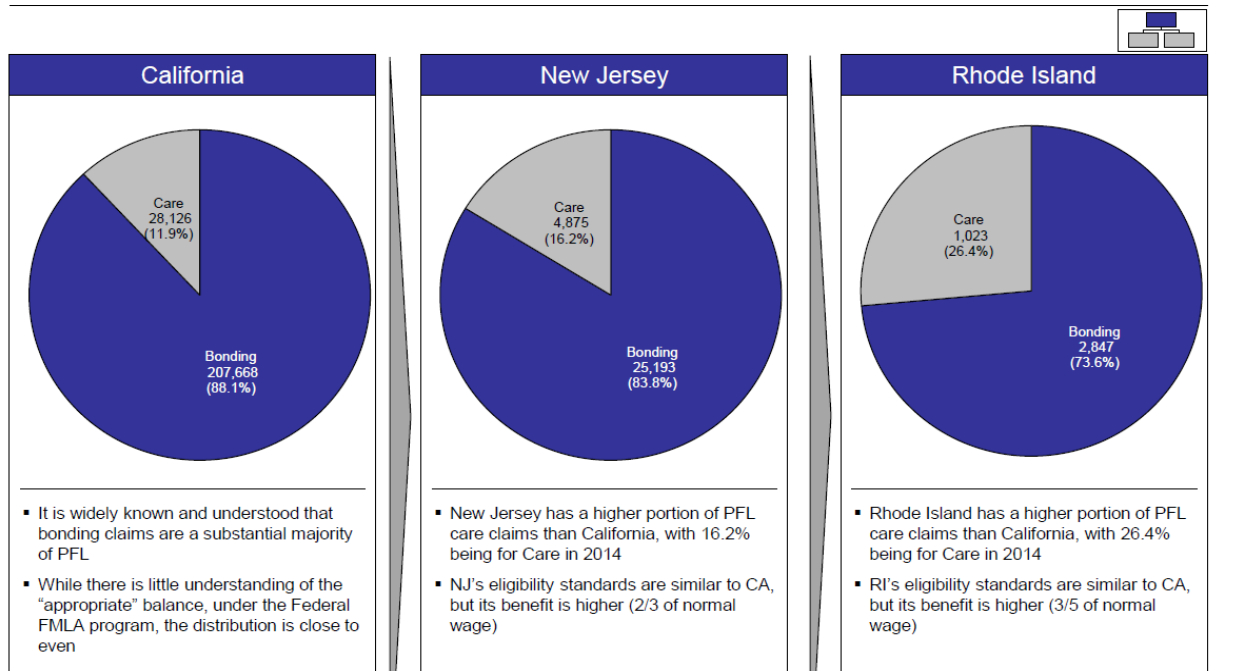 California
Care
28,126
(11.9%)
Bonding
207,668
(88.1%)
▪ It is widely known and understood that
bonding claims are a substantial majority
of PFL
▪ While there is little understanding of the
“appropriate” balance, under the Federal
FMLA program, the distribution is close to
even
New Jersey
Care
4,875
(16.2%)
Bonding
25,193
(83.8%)
▪ New Jersey has a higher portion of PFL
care claims than California, with 16.2%
being for Care in 2014
▪ NJ’s eligibility standards are similar to CA,
but its benefit is higher (2/3 of normal
wage)
Rhode Island
Care
1,023
(26.4%)
Bonding
2,847
(73.6%)
▪ Rhode Island has a higher portion of PFL
care claims than California, with 26.4%
being for Care in 2014
▪ RI’s eligibility standards are similar to CA,
but its benefit is higher (3/5 of normal
wage)